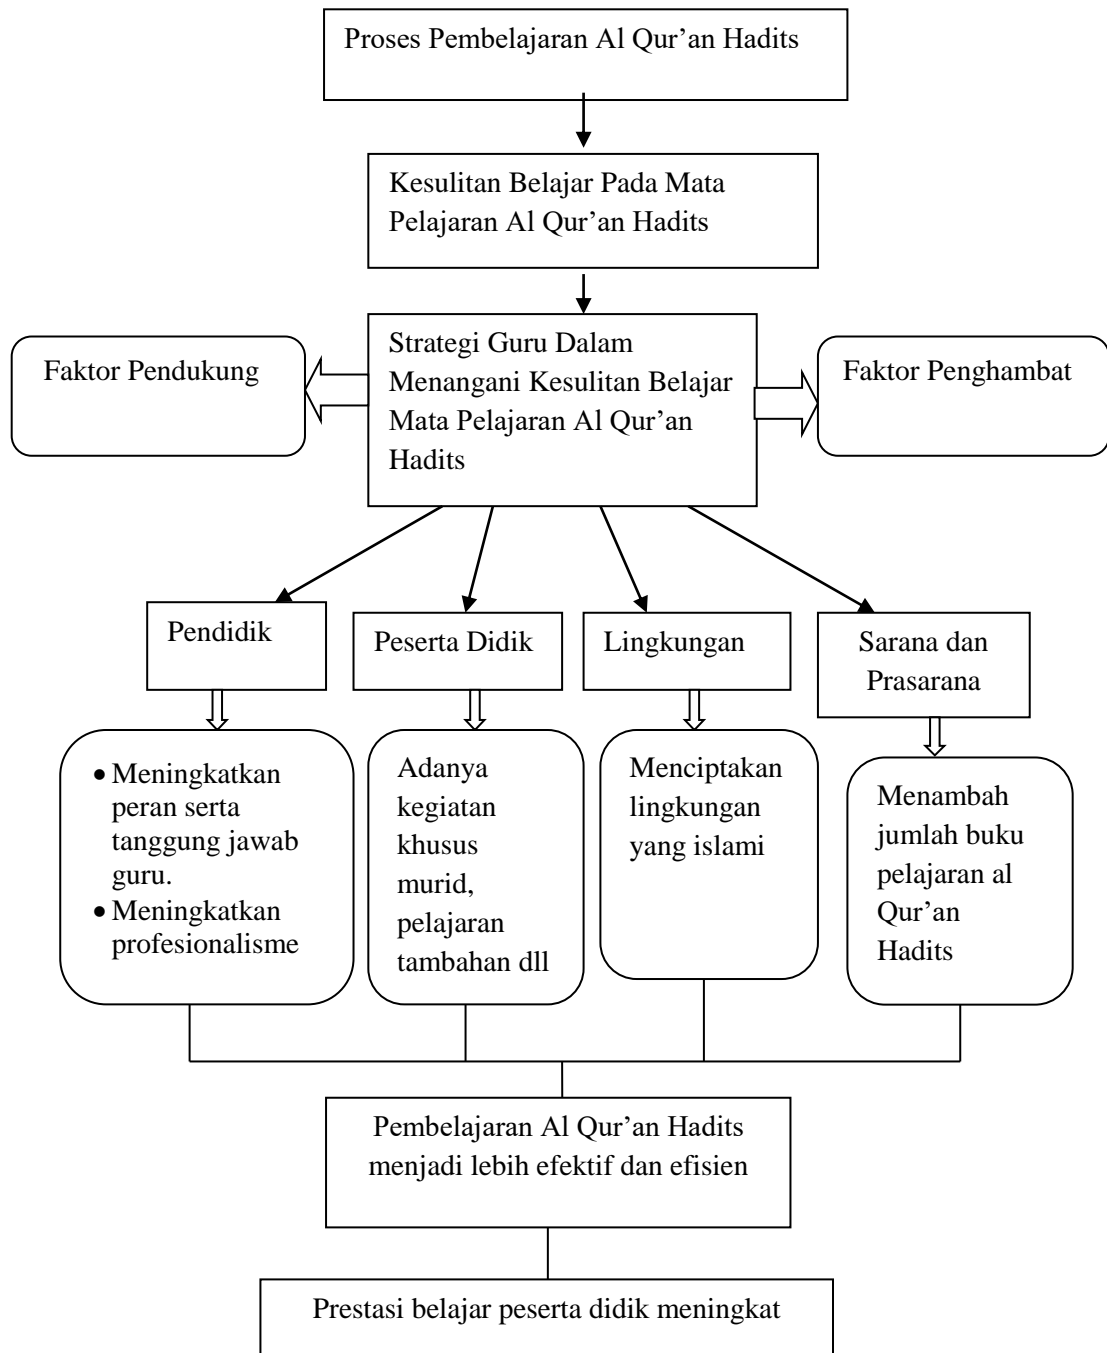 Proses Pembelajaran Al Qur’an Hadits
Kesulitan Belajar Pada Mata
Pelajaran Al Qur’an Hadits
Faktor Pendukung
Strategi Guru Dalam
Menangani Kesulitan Belajar
Mata Pelajaran Al Qur’an
Hadits
Faktor Penghambat
Pendidik
Peserta Didik
Lingkungan
Sarana dan
Prasarana
• Meningkatkan
peran serta
tanggung jawab
guru.
• Meningkatkan
profesionalisme
Adanya
kegiatan
khusus
murid,
pelajaran
tambahan dll
Menciptakan
lingkungan
yang islami
Menambah
jumlah buku
pelajaran al
Qur’an
Hadits
Pembelajaran Al Qur’an Hadits
menjadi lebih efektif dan efisien
Prestasi belajar peserta didik meningkat